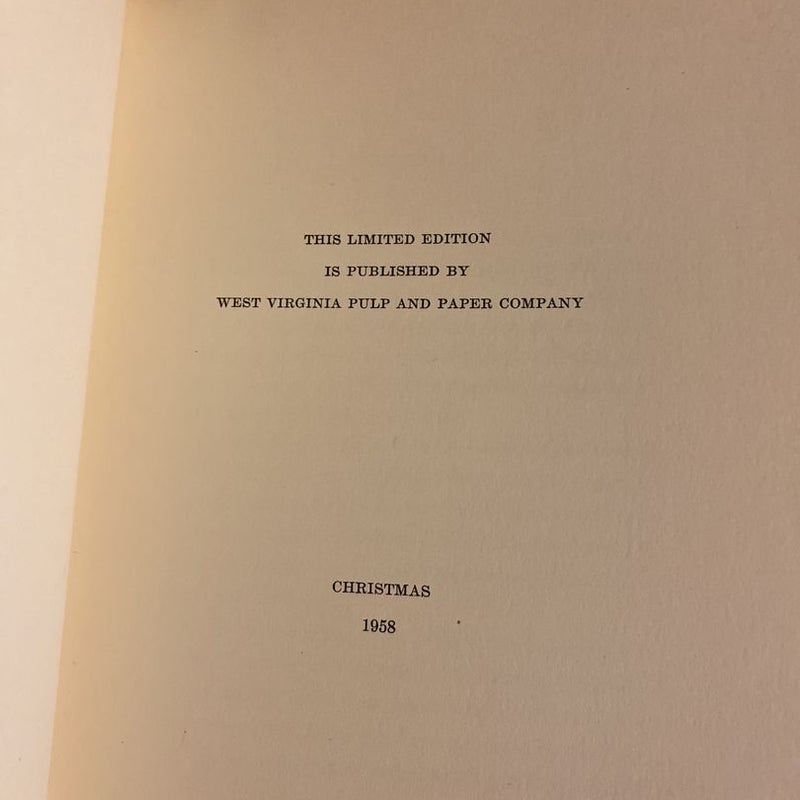 THIS LIMITED EDITION
IS PUBLISHED BY
WEST VIRGINIA PULP AND PAPER COMPANY
CHRISTMAS
1958